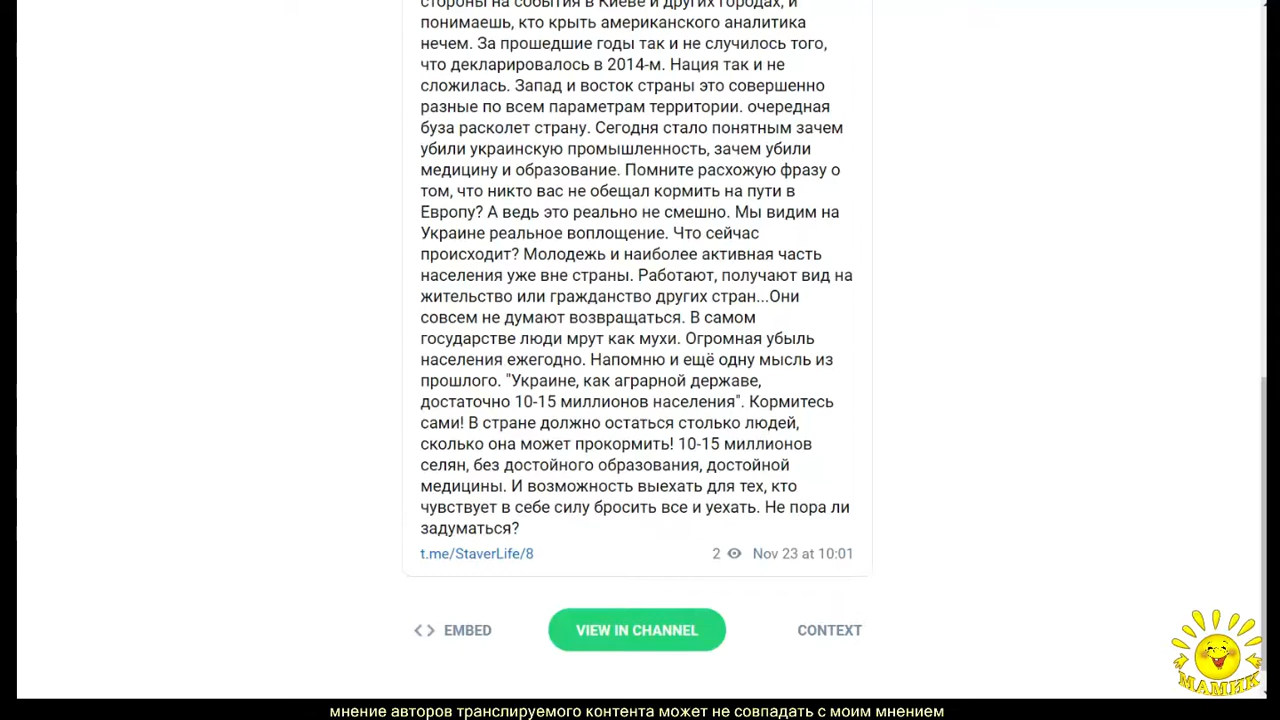 стороны на события в Киеве и других городах, и
понимаешь, кто крыть американского аналитика
нечем. За прошедшие годы так и не случилось того,
что декларировалось в 2014-м. Нация так и не
сложилась. Запад и восток страны это совершенно
разные по всем параметрам территории. очередная
буза расколет страну. Сегодня стало понятным зачем
убили украинскую промышленность, зачем убили
медицину и образование. Помните расхожую фразу о
том, что никто вас не обещал кормить на пути в
Европу? А ведь это реально не смешно. Мы видим на
Украине реальное воплощение. Что сейчас
происходит? Молодежь и наиболее активная часть
населения уже вне страны. Работают, получают вид на
жительство или гражданство других стран...Они
совсем не думают возвращаться. В самом
государстве люди мрут как мухи. Огромная убыль
населения ежегодно. Напомню и ещё одну мысль из
прошлого. "Украине, как аграрной державе,
достаточно 10-15 миллионов населения". Кормитесь
сами! В стране должно остаться столько людей,
сколько она может прокормить! 10-15 миллионов
селян, без достойного образования, достойной
медицины. И возможность выехать для тех, кто
чувствует в себе силу бросить все и уехать. Не пора ли
задуматься?
t.me/StaverLife/8 2 Nov 23 at 10:01
EMBED VIEW IN CHANNEL CONTEXT
МАМИК
мнение авторов транслируемого контента может не совпадать с моим мнением